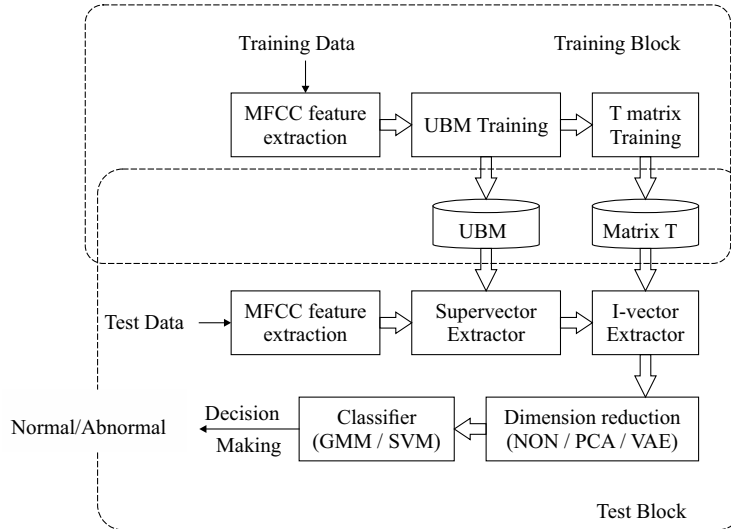 Training Data
Training Block
MFCC feature
extraction
UBM Training
T matrix
Training
UBM
Matrix T
Test Data
MFCC feature
extraction
Supervector
Extractor
I-vector
Extractor
Normal/Abnormal
Decision
Making
Classifier
(GMM / SVM)
Dimension reduction
(NON / PCA / VAE)
Test Block